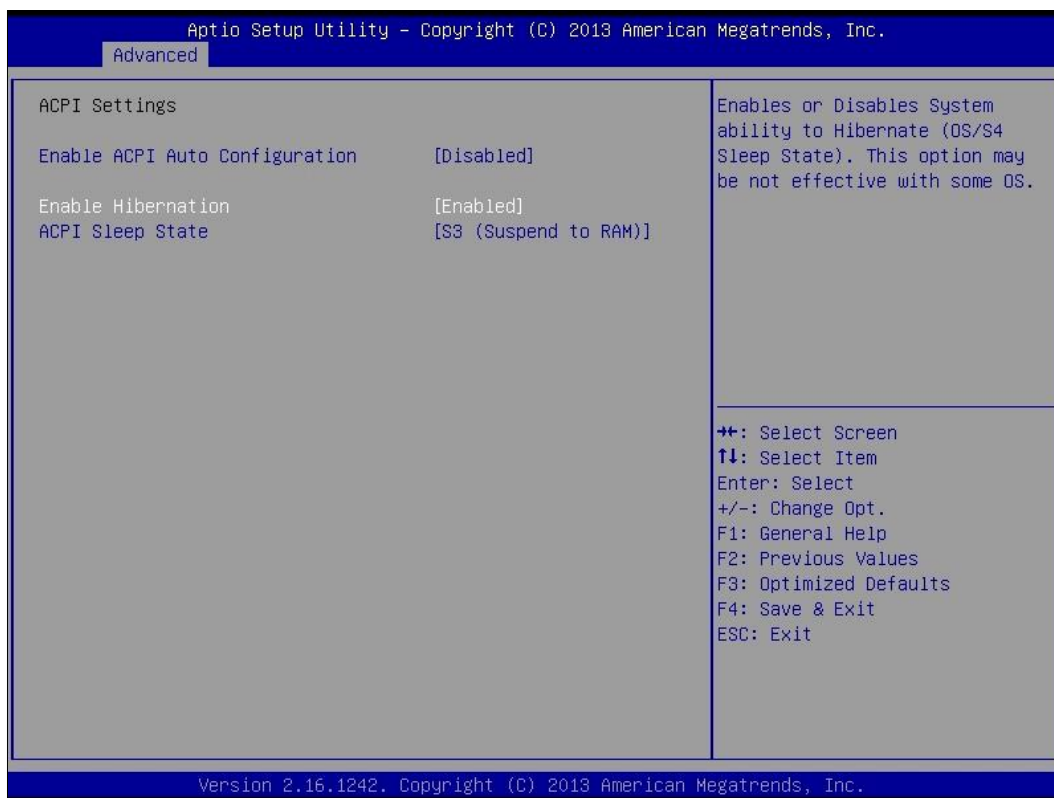 Aptio Setup Utility – Copyright (C) 2013 American Megatrends, Inc.
Advanced
ACPI Settings
Enable ACPI Auto Configuration [Disabled]
Enable Hibernation [Enabled]
ACPI Sleep State [S3 (Suspend to RAM)]
Enables or Disables System
ability to Hibernate (OS/S4
Sleep State). This option may
be not effective with some OS.
→←: Select Screen
↑↓: Select Item
Enter: Select
+/-: Change Opt.
F1: General Help
F2: Previous Values
F3: Optimized Defaults
F4: Save & Exit
ESC: Exit
Version 2.16.1242. Copyright (C) 2013 American Megatrends, Inc.